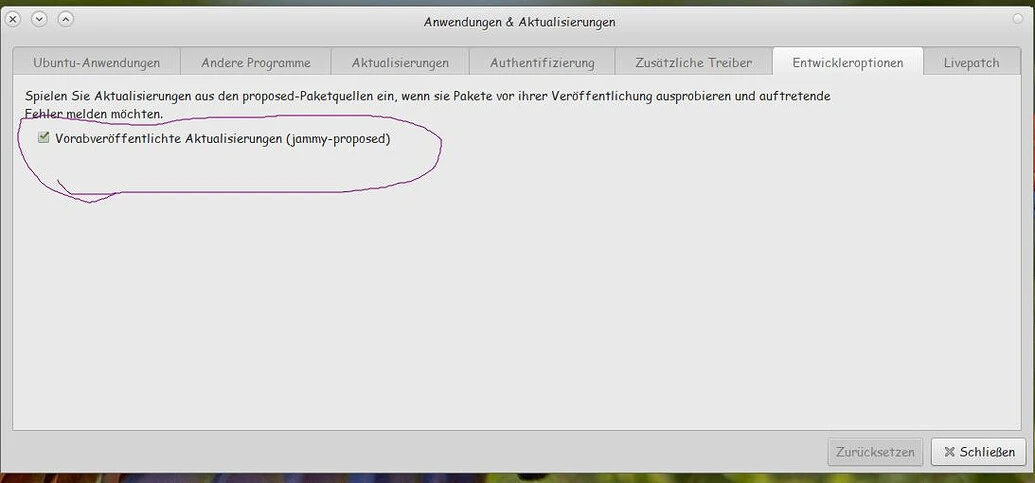 Anwendungen & Aktualisierungen
Ubuntu-Anwendungen
Andere Programme
Aktualisierungen
Authentifizierung
Zusätzliche Treiber
Entwickleroptionen
Livepatch
Spielen Sie Aktualisierungen aus den proposed-Paketquellen ein, wenn sie Pakete vor ihrer Veröffentlichung ausprobieren und auftretende
Fehler melden möchten.
Vorabveröffentlichte Aktualisierungen (jammy-proposed)
Zurücksetzen
Schließen